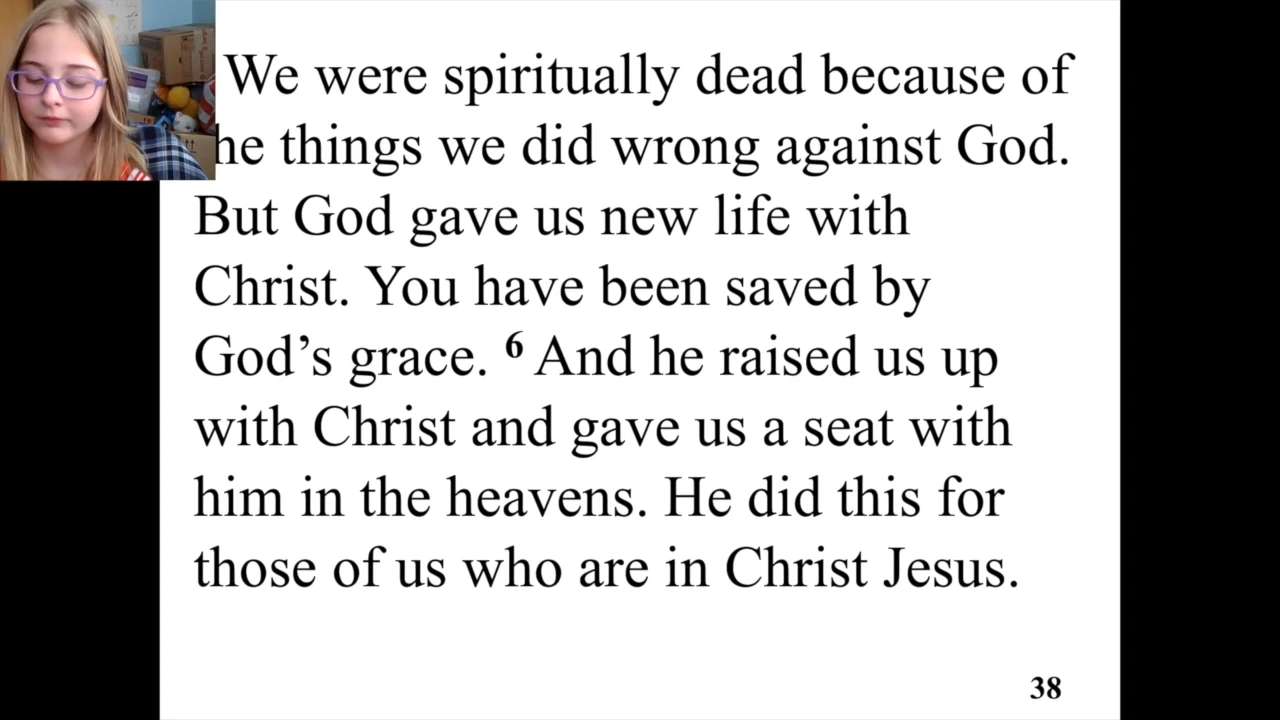 We were spiritually dead because of
he things we did wrong against God.
But God gave us new life with
Christ. You have been saved by
God’s grace. 6 And he raised us up
with Christ and gave us a seat with
him in the heavens. He did this for
those of us who are in Christ Jesus.
38